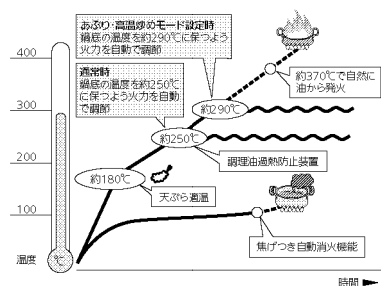 あぶり・高温炒めモード設定時
鍋底の温度を約290℃に保つよう
火力を自動で調節
通常時
鍋底の温度を約250℃に
保つよう火力を自動
で調節
400
300
200
100
温度
℃
約370℃で自然に
油から発火
約290℃
約250℃
調理油過熱防止装置
約180℃
天ぷら適温
焦げつき自動消火機能
時間